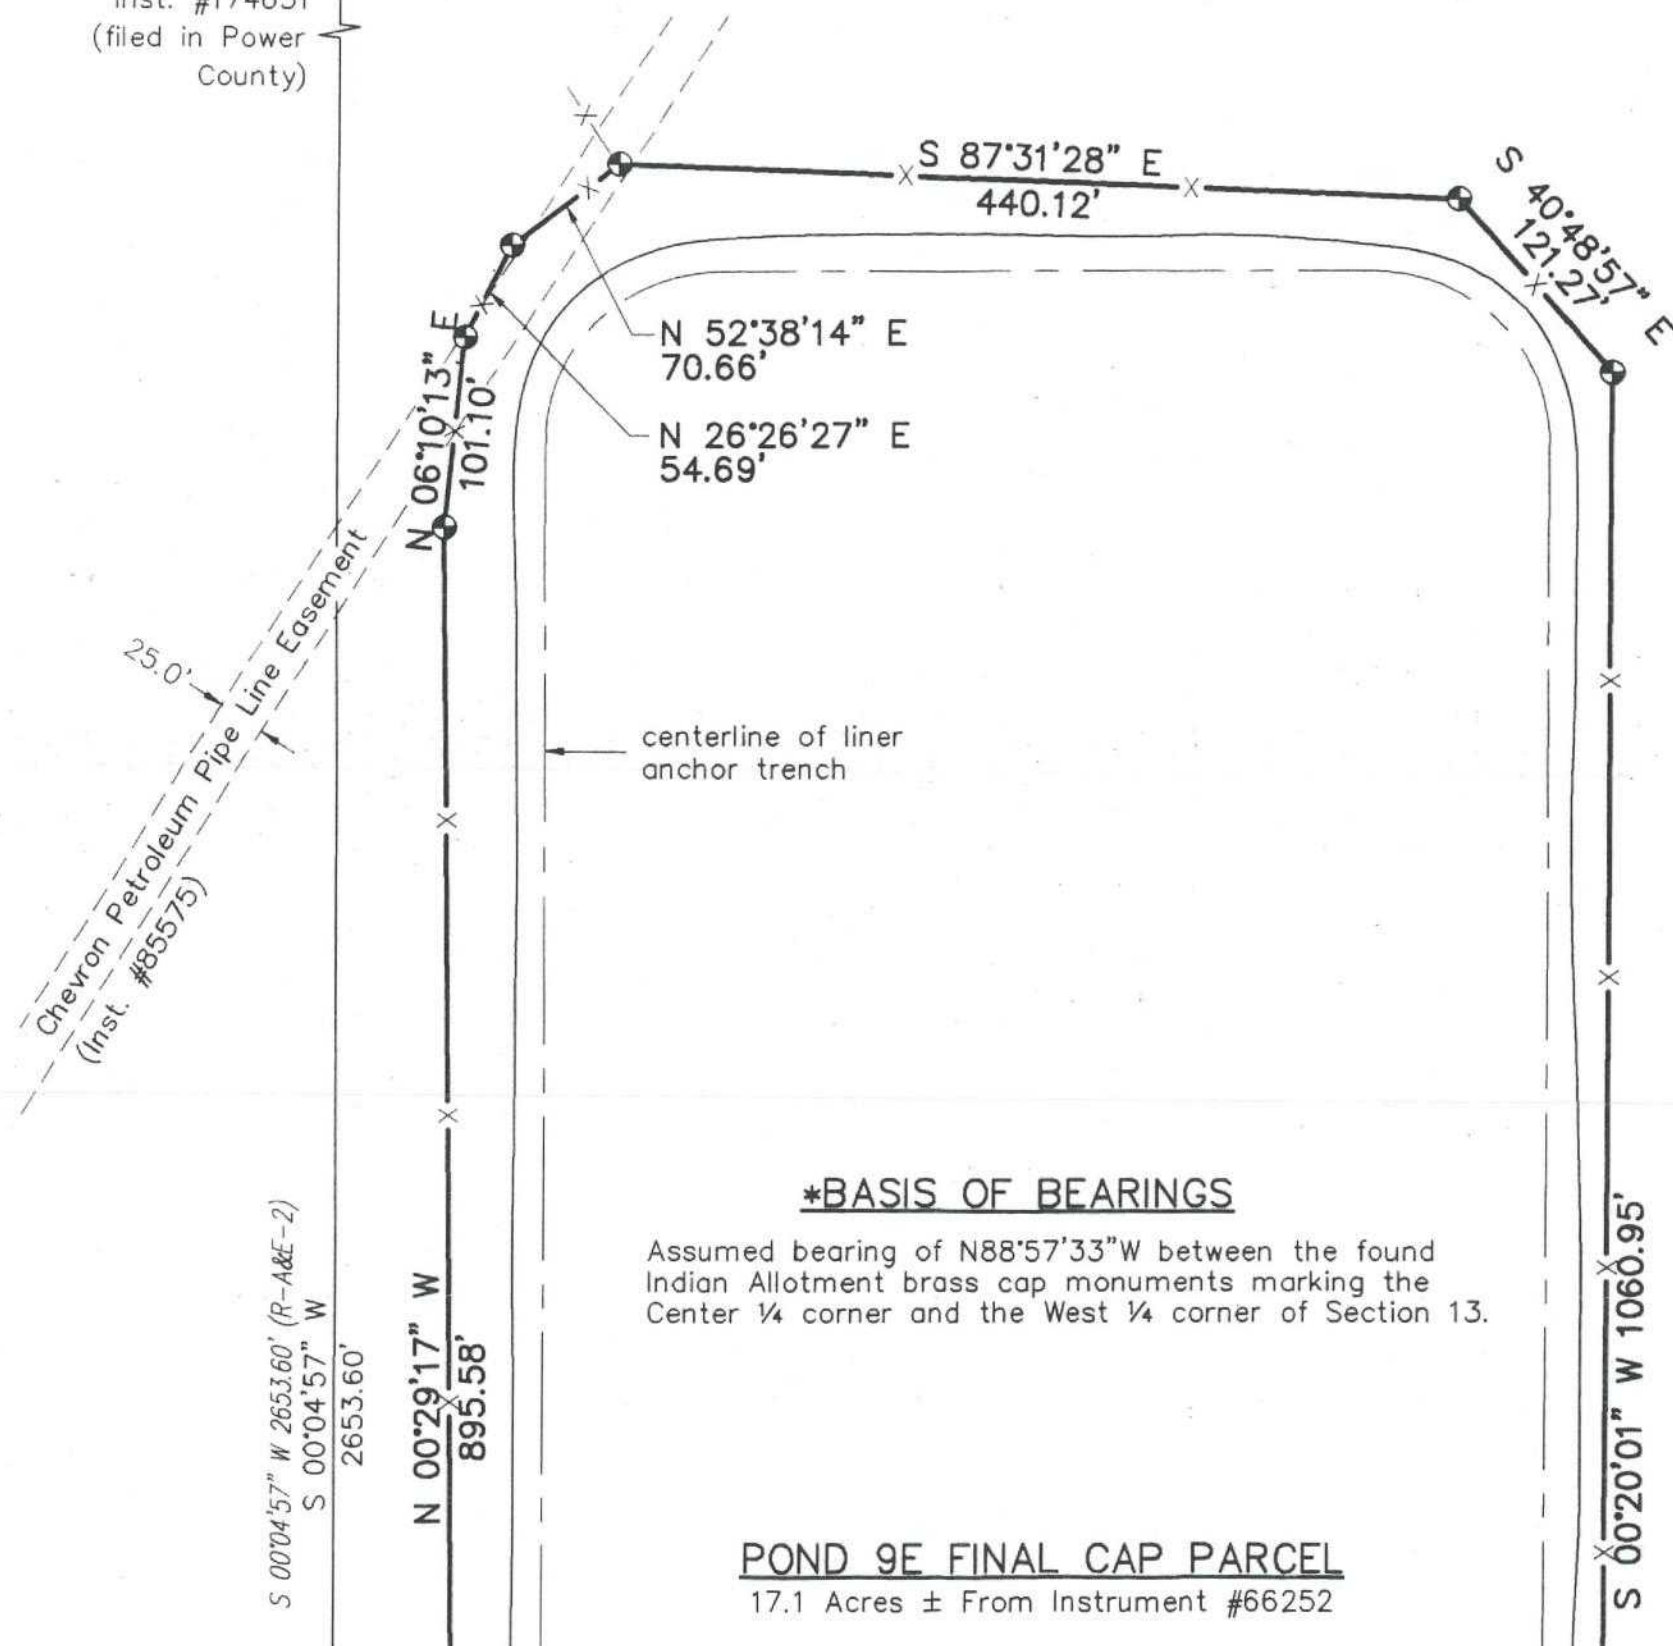 (filed in Power
County)
S 87°31'28" E
440.12'
S 40°48'57" E
121.27'
N 52°38'14" E
70.66'
N 26°26'27" E
54.69'
N 06°10'13" E
101.10'
25.0'
Chevron Petroleum Pipe Line Easement
(Inst. #85575)
centerline of liner
anchor trench
*BASIS OF BEARINGS
Assumed bearing of N88°57'33"W between the found
Indian Allotment brass cap monuments marking the
Center ¼ corner and the West ¼ corner of Section 13.
S 00°04'57" W 2653.60' (R-A&E-2)
S 00°04'57" W
2653.60'
N 00°29'17" W
895.58'
S 00°20'01" W 1060.95'
POND 9E FINAL CAP PARCEL
17.1 Acres ± From Instrument #66252